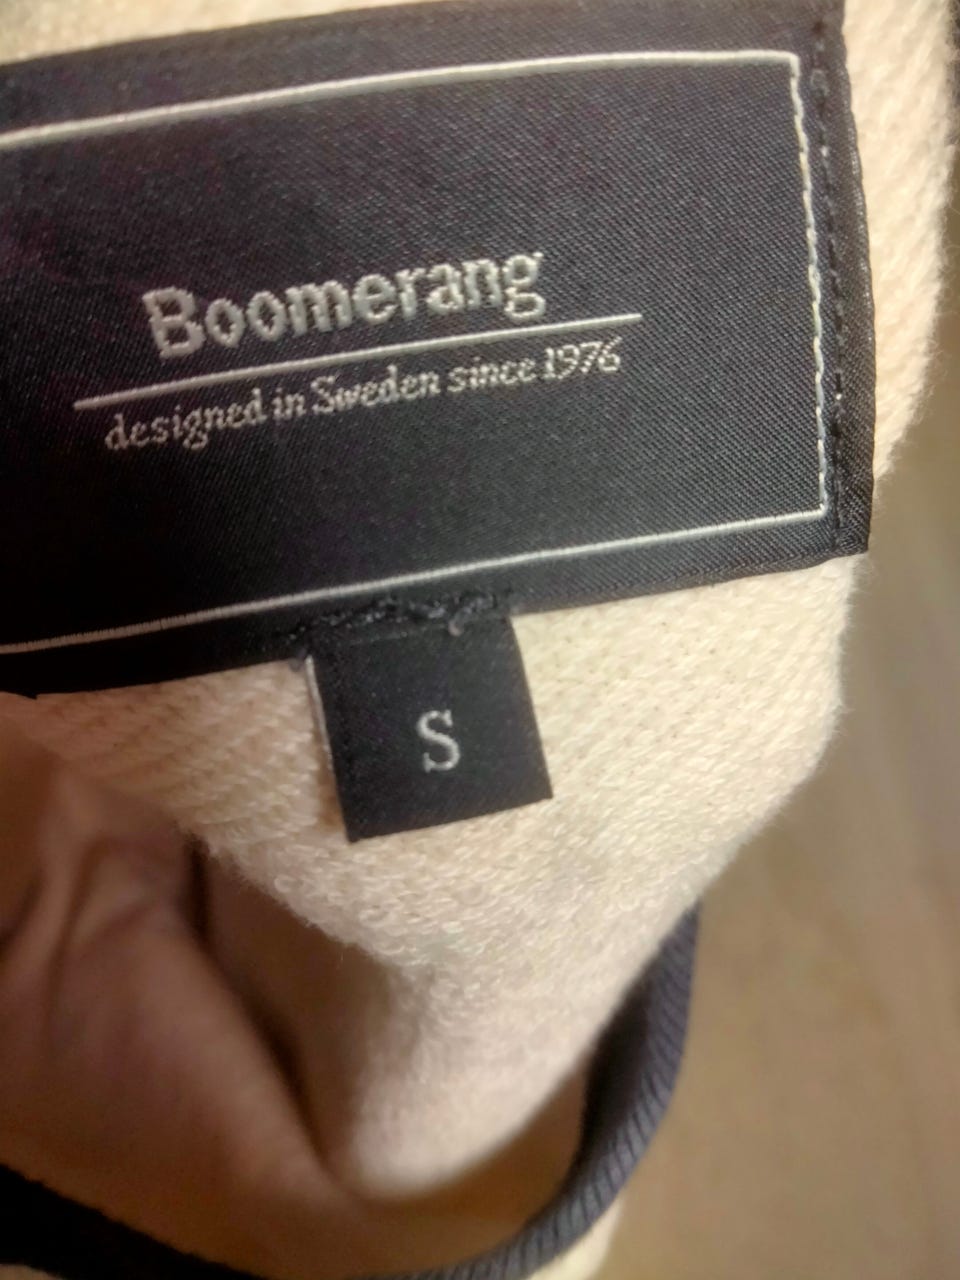 Boomerang
designed in Sweden since 1976
S